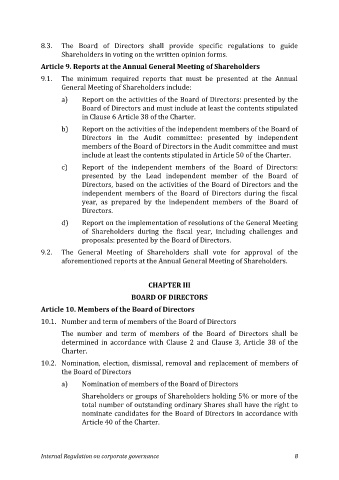 8.3. The Board of Directors shall provide specific regulations to guide
Shareholders in voting on the written opinion forms.
Article 9. Reports at the Annual General Meeting of Shareholders
9.1. The minimum required reports that must be presented at the Annual
General Meeting of Shareholders include:
a) Report on the activities of the Board of Directors: presented by the
Board of Directors and must include at least the contents stipulated
in Clause 6 Article 38 of the Charter.
b) Report on the activities of the independent members of the Board of
Directors in the Audit committee: presented by independent
members of the Board of Directors in the Audit committee and must
include at least the contents stipulated in Article 50 of the Charter.
c) Report of the independent members of the Board of Directors:
presented by the Lead independent member of the Board of
Directors, based on the activities of the Board of Directors and the
independent members of the Board of Directors during the fiscal
year, as prepared by the independent members of the Board of
Directors.
d) Report on the implementation of resolutions of the General Meeting
of Shareholders during the fiscal year, including challenges and
proposals: presented by the Board of Directors.
9.2. The General Meeting of Shareholders shall vote for approval of the
aforementioned reports at the Annual General Meeting of Shareholders.
CHAPTER III
BOARD OF DIRECTORS
Article 10. Members of the Board of Directors
10.1. Number and term of members of the Board of Directors
The number and term of members of the Board of Directors shall be
determined in accordance with Clause 2 and Clause 3, Article 38 of the
Charter.
10.2. Nomination, election, dismissal, removal and replacement of members of
the Board of Directors
a) Nomination of members of the Board of Directors
Shareholders or groups of Shareholders holding 5% or more of the
total number of outstanding ordinary Shares shall have the right to
nominate candidates for the Board of Directors in accordance with
Article 40 of the Charter.
Internal Regulation on corporate governance 8